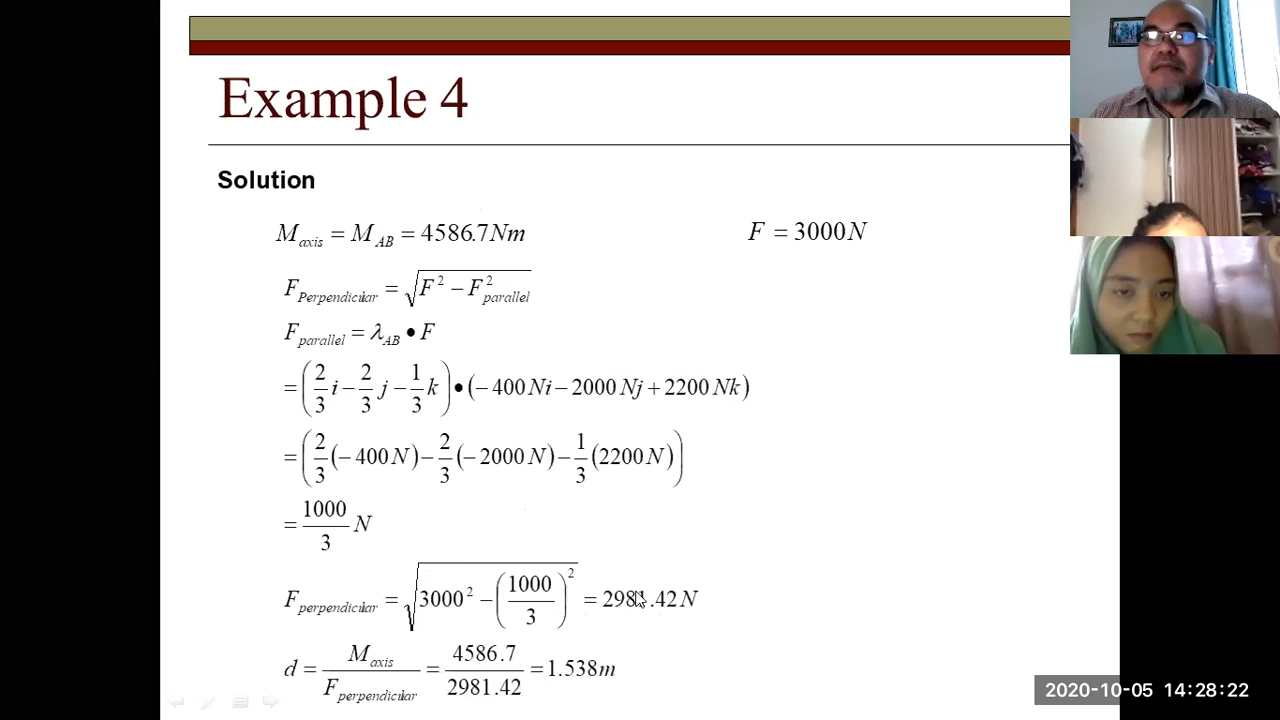 Example 4
Solution
M_axis = M_AB = 4586.7Nm
F = 3000N
F_Perpendicular = √(F² − F²_parallel)
F_parallel = λ_AB • F
= (2/3 i − 2/3 j − 1/3 k) • (− 400 Ni − 2000 Nj + 2200 Nk)
= (2/3 (− 400 N) − 2/3 (− 2000 N) − 1/3 (2200 N))
= 1000/3 N
F_perpendicular = √(3000² − (1000/3)²) = 2981.42 N
d = M_axis/F_perpendicular = 4586.7/2981.42 = 1.538m
2020-10-05 14:28:22